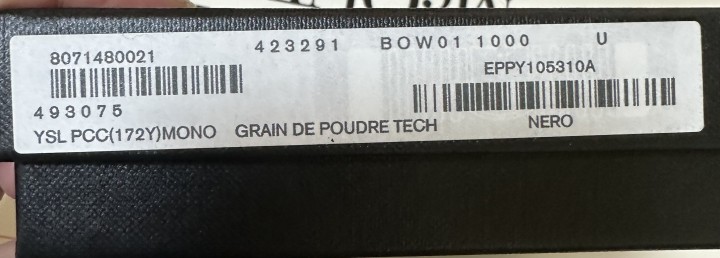 8071480021 423291 BOW01 1000 U
EPPY105310A
493075
YSL PCC(172Y)MONO GRAIN DE POUDRE TECH NERO